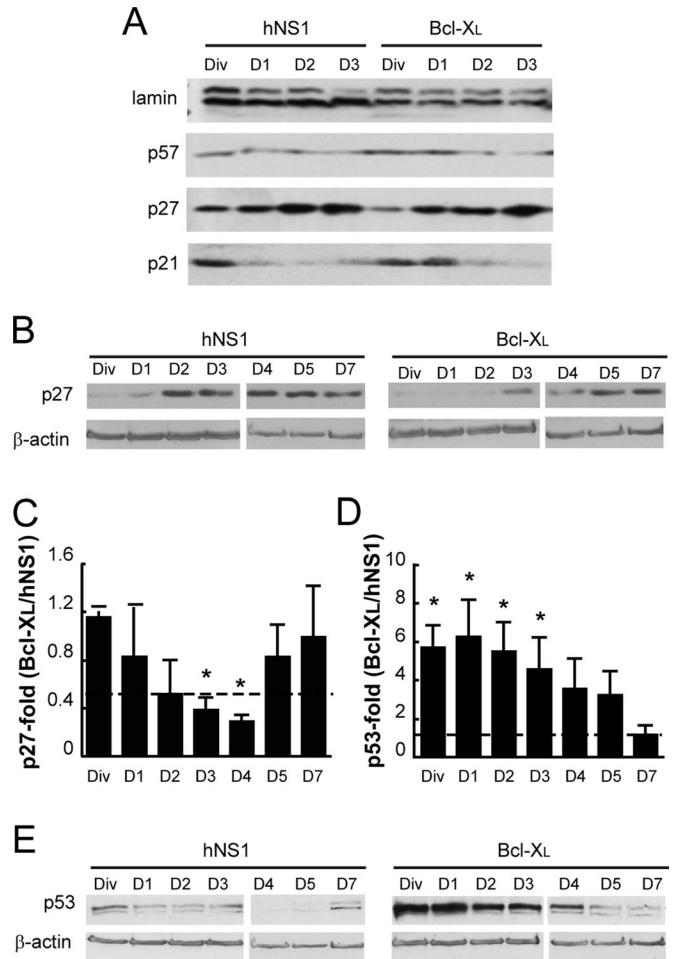 A
hNS1 Bcl-XL
Div D1 D2 D3 Div D1 D2 D3
lamin
p57
p27
p21
B
hNS1 Bcl-XL
Div D1 D2 D3 D4 D5 D7 Div D1 D2 D3 D4 D5 D7
p27
β-actin
C
p27-fold (Bcl-XL/hNS1)
1.6
1.2
0.8
0.4
0
* *
Div D1 D2 D3 D4 D5 D7
D
p53-fold (Bcl-XL/hNS1)
10
8
6
4
2
0
* * * *
Div D1 D2 D3 D4 D5 D7
E
hNS1 Bcl-XL
Div D1 D2 D3 D4 D5 D7 Div D1 D2 D3 D4 D5 D7
p53
β-actin